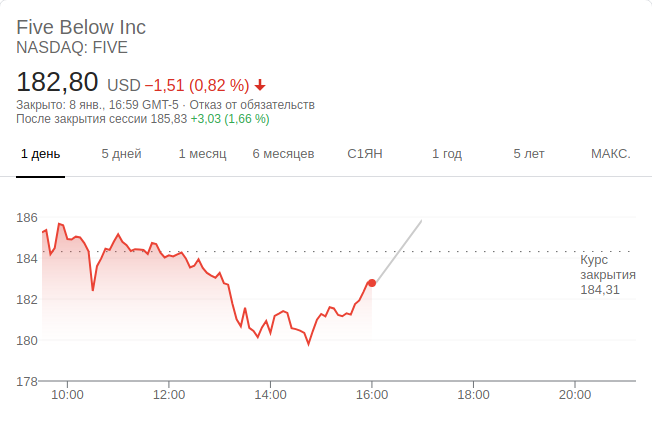 Five Below Inc
NASDAQ: FIVE
182,80 USD −1,51 (0,82 %)
Закрыто: 8 янв., 16:59 GMT-5 · Отказ от обязательств
После закрытия сессии 185,83 +3,03 (1,66 %)
1 день 5 дней 1 месяц 6 месяцев С1ЯН 1 год 5 лет МАКС.
186
184
182
180
178
Курс
закрытия
184,31
10:00 12:00 14:00 16:00 18:00 20:00